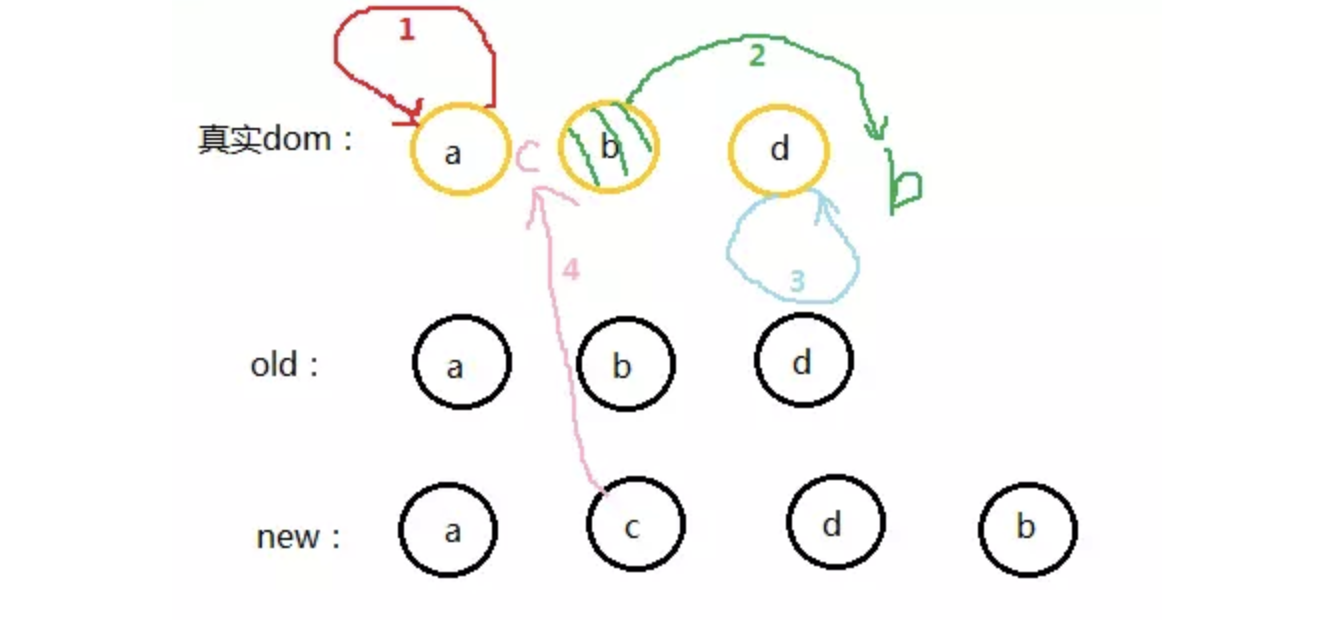 1
2
真实dom： a c b d b
4
3
old： a b d
new： a c d b